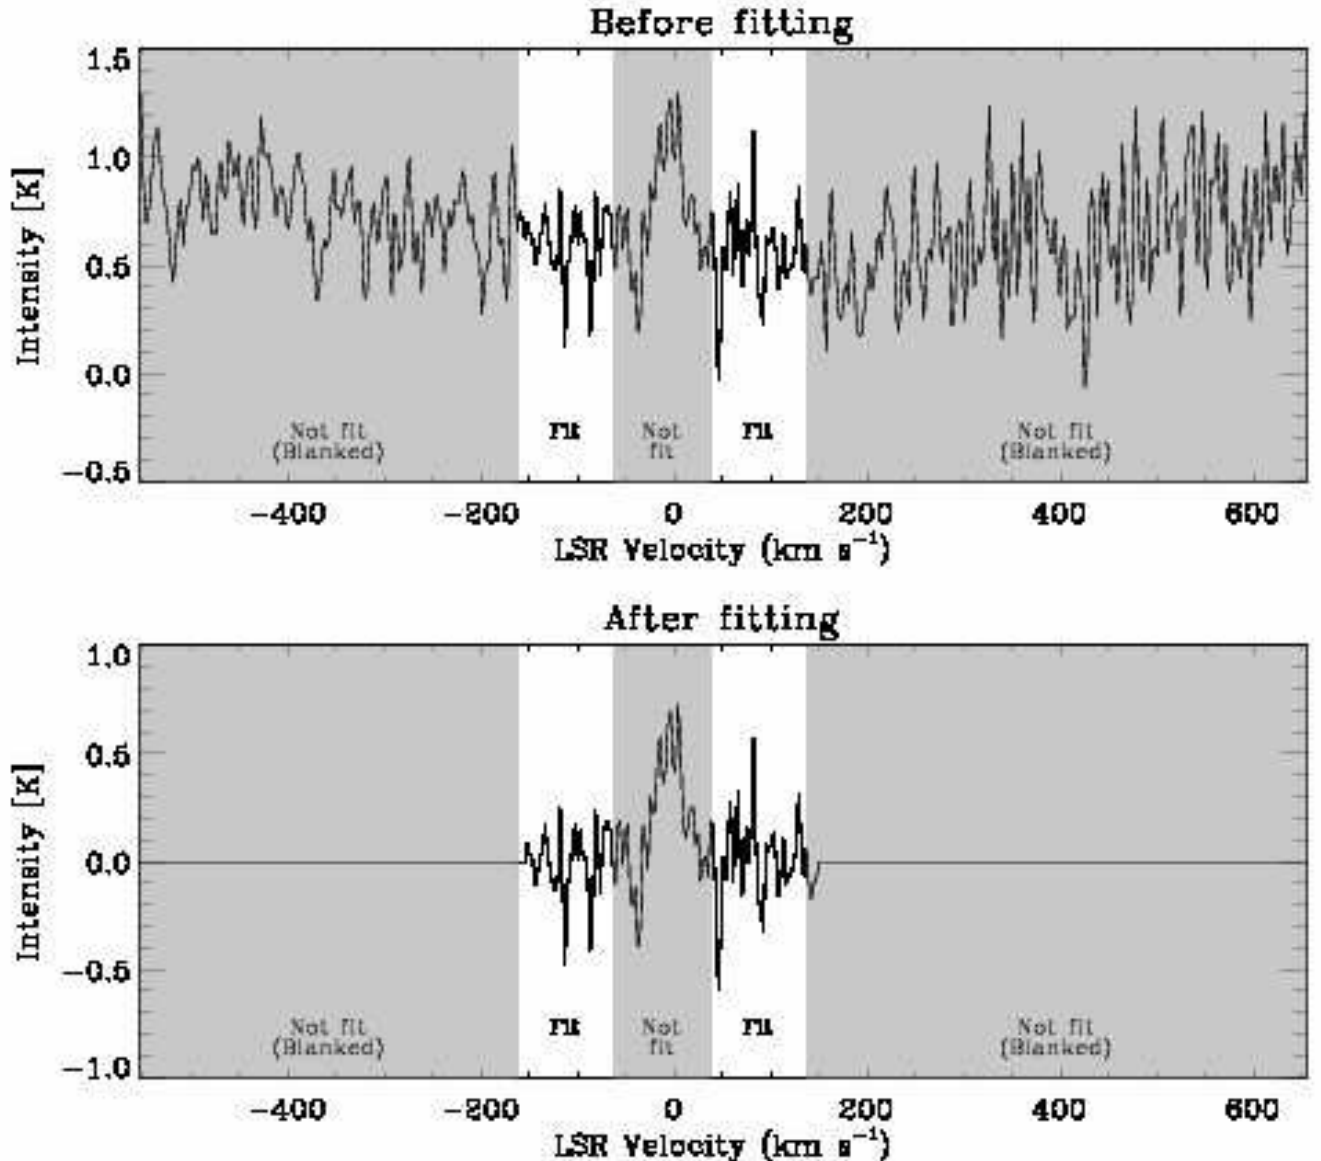 Before fitting
1.5
1.0
0.5
0.0
-0.5
Intensity [K]
Not fit
(Blanked)
Fit
Not
fit
Fit
Not fit
(Blanked)
-400 -200 0 200 400 600
LSR Velocity (km s⁻¹)
After fitting
1.0
0.5
0.0
-0.5
-1.0
Intensity [K]
Not fit
(Blanked)
Fit
Not
fit
Fit
Not fit
(Blanked)
-400 -200 0 200 400 600
LSR Velocity (km s⁻¹)